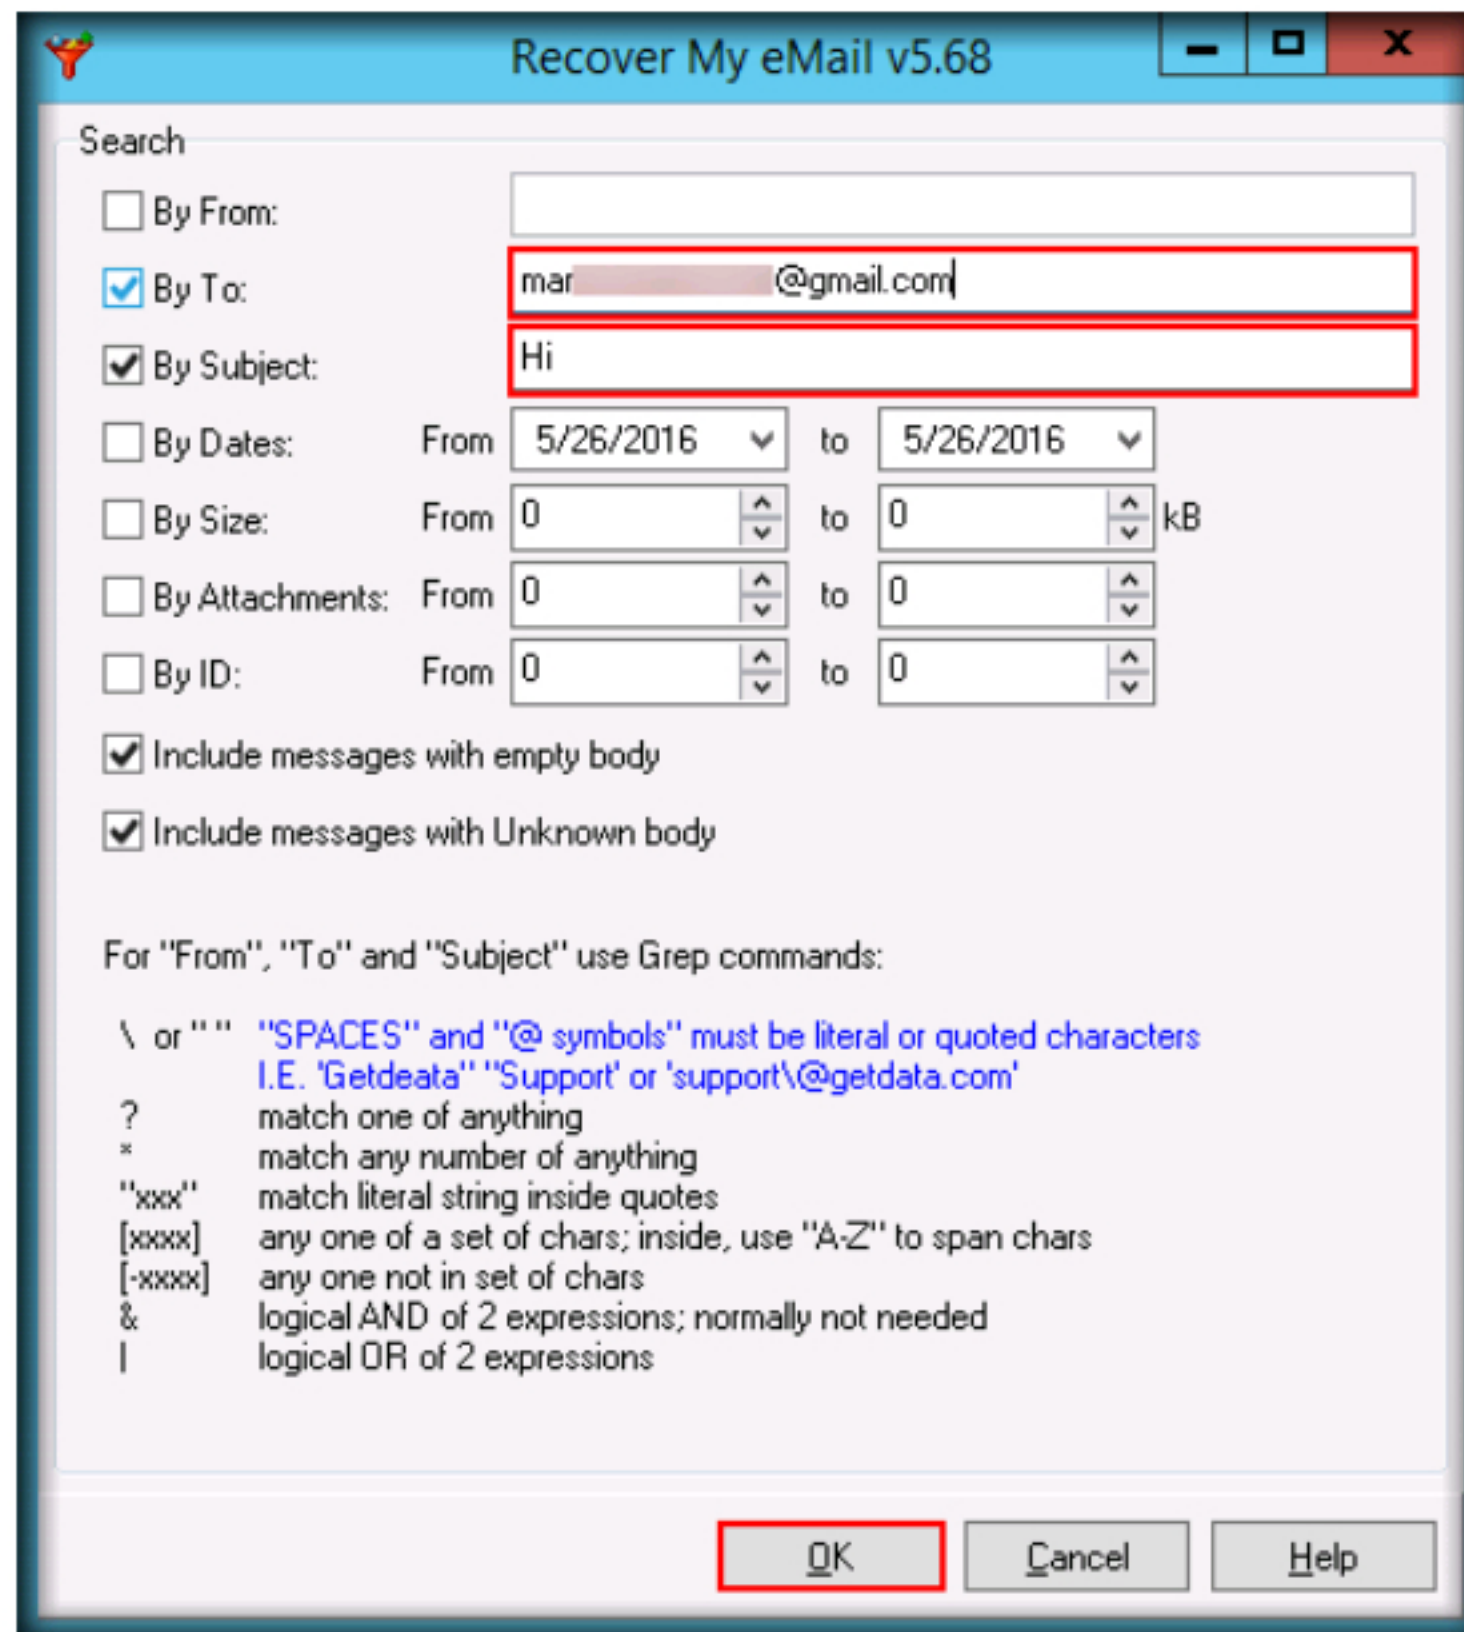 Recover My eMail v5.68
Search
By From:
By To: mar @gmail.com
By Subject: Hi
By Dates: From 5/26/2016 to 5/26/2016
By Size: From 0 to 0 kB
By Attachments: From 0 to 0
By ID: From 0 to 0
Include messages with empty body
Include messages with Unknown body
For "From", "To" and "Subject" use Grep commands:
\ or " " "SPACES" and "@ symbols" must be literal or quoted characters
I.E. 'Getdeata" "Support' or 'support\@getdata.com'
? match one of anything
* match any number of anything
"xxx" match literal string inside quotes
[xxxx] any one of a set of chars; inside, use "A-Z" to span chars
[-xxxx] any one not in set of chars
& logical AND of 2 expressions; normally not needed
| logical OR of 2 expressions
OK Cancel Help